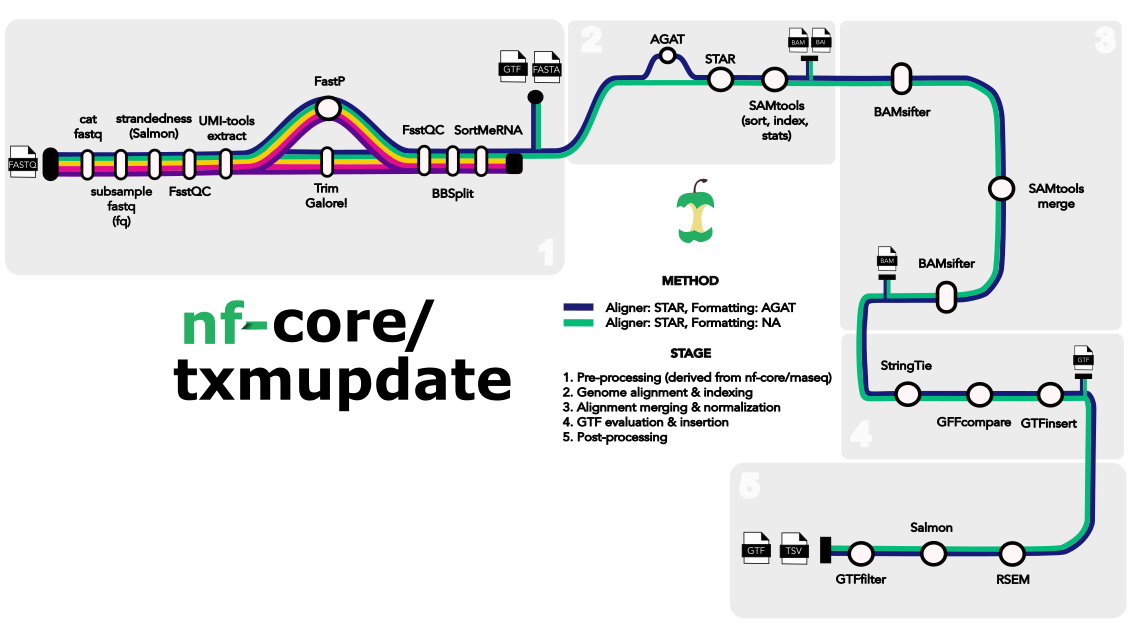 1
2
3
4
5
FASTQ
cat
fastq
subsample
fastq
(fq)
strandedness
(Salmon)
FsstQC
UMI-tools
extract
FastP
Trim
Galore!
FsstQC
BBSplit
SortMeRNA
GTF
FASTA
AGAT
STAR
SAMtools
(sort, index,
stats)
BAM
BAI
BAMsifter
SAMtools
merge
BAMsifter
BAM
StringTie
GFFcompare
GTFinsert
GTF
RSEM
Salmon
GTFfilter
GTF
TSV
METHOD
Aligner: STAR, Formatting: AGAT
Aligner: STAR, Formatting: NA
STAGE
1. Pre-processing (derived from nf-core/rnaseq)
2. Genome alignment & indexing
3. Alignment merging & normalization
4. GTF evaluation & insertion
5. Post-processing
nf-core/
txmupdate